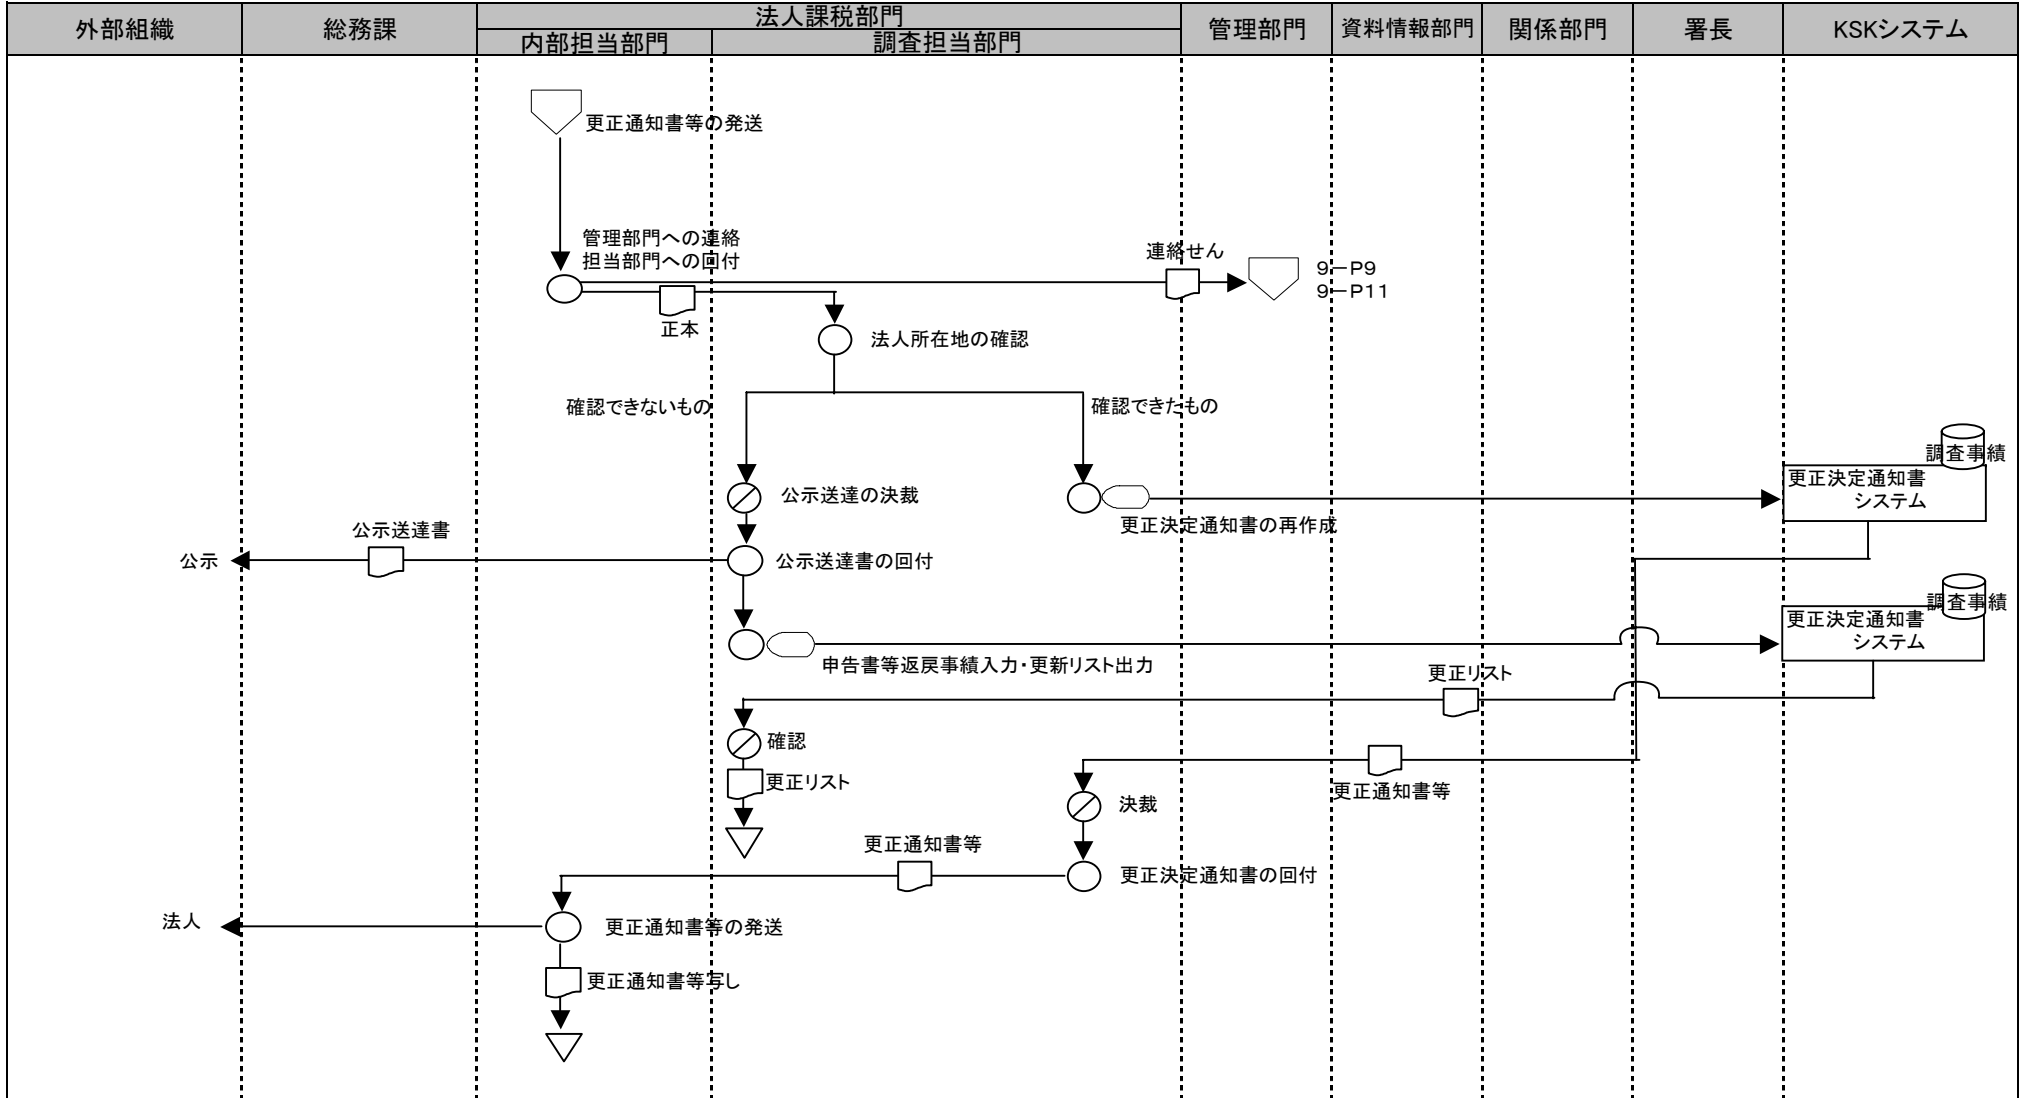 外部組織
総務課
法人課税部門
内部担当部門
調査担当部門
管理部門
資料情報部門
関係部門
署長
KSKシステム
更正通知書等の発送
管理部門への連絡
担当部門への回付
連絡せん
9－P9
9－P11
正本
法人所在地の確認
確認できないもの
確認できたもの
調査事績
更正決定通知書
システム
公示送達の決裁
更正決定通知書の再作成
公示送達書
公示
公示送達書の回付
調査事績
更正決定通知書
システム
申告書等返戻事績入力・更新リスト出力
更正リスト
確認
更正リスト
更正通知書等
決裁
更正通知書等
更正決定通知書の回付
法人
更正通知書等の発送
更正通知書等写し